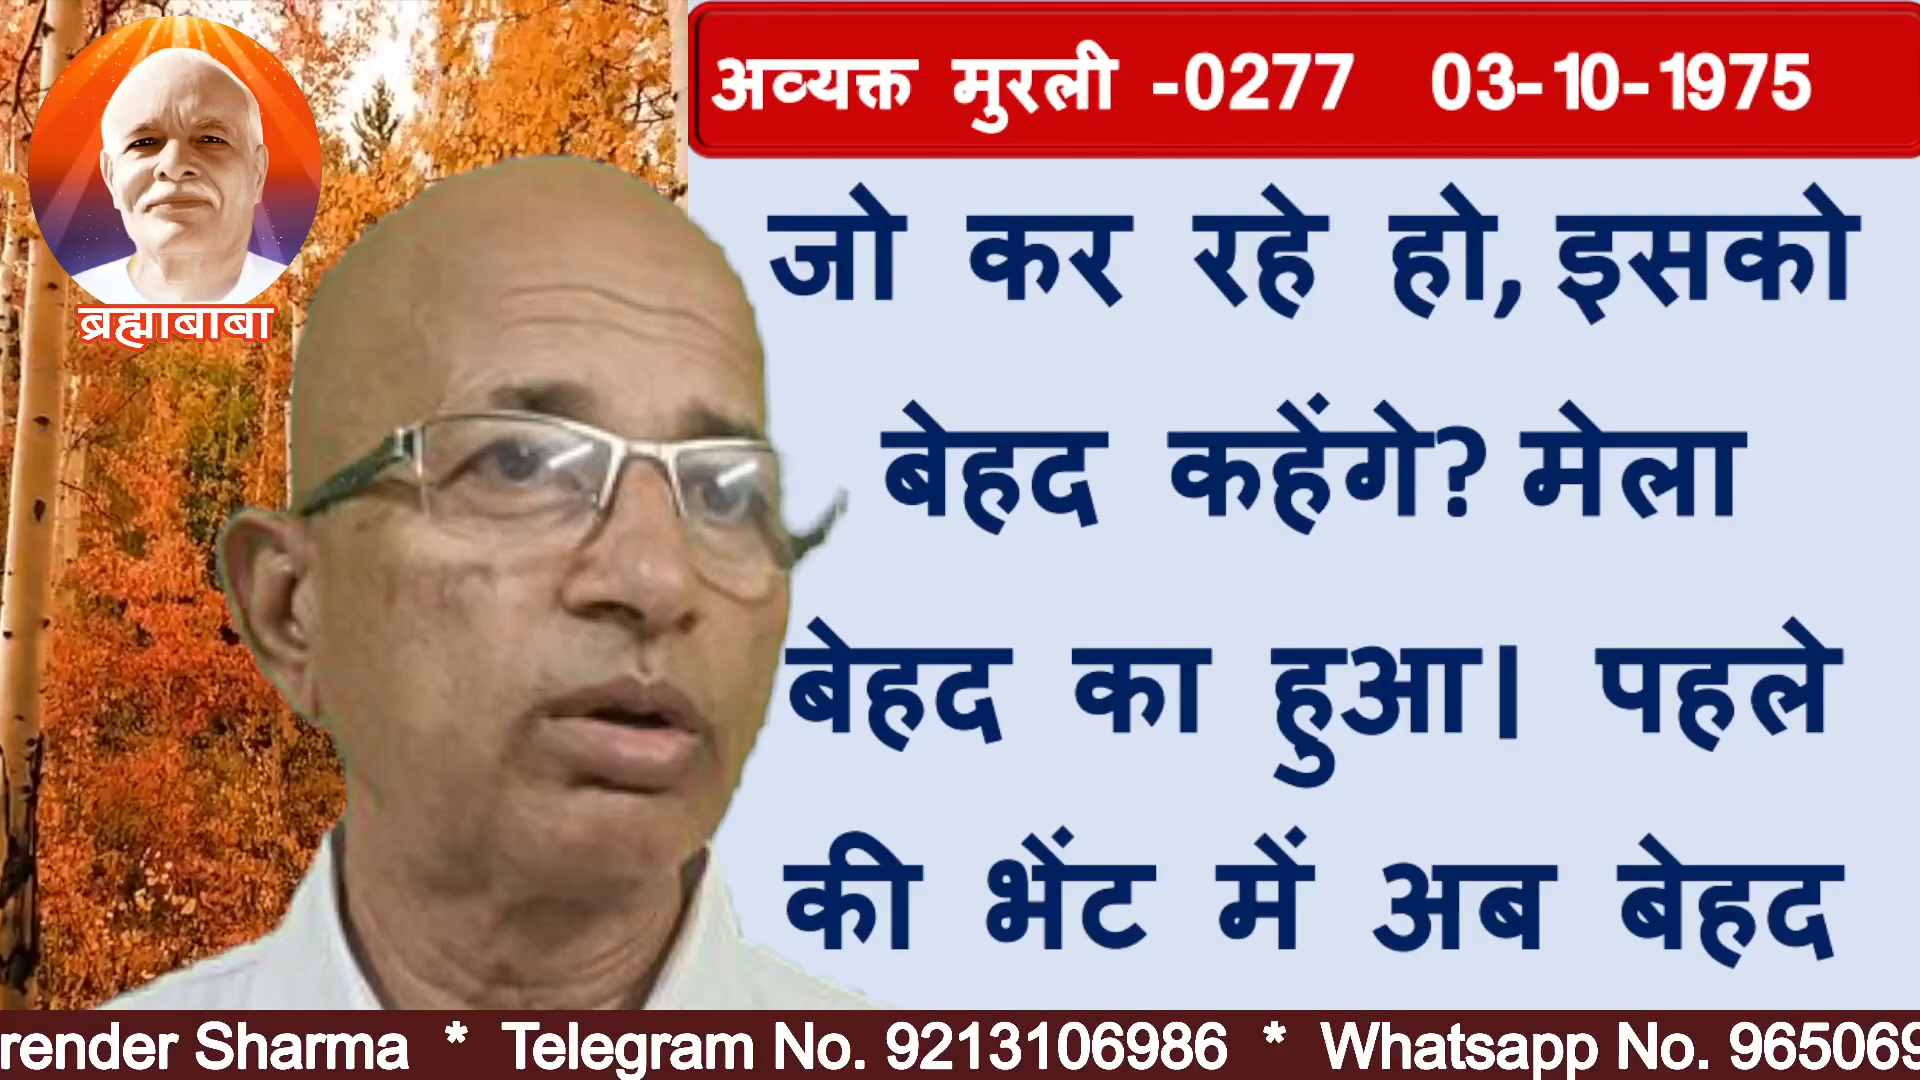 अव्यक्त मुरली -0277 03-10-1975
ब्रह्माबाबा
जो कर रहे हो, इसको
बेहद कहेंगे? मेला
बेहद का हुआ। पहले
की भेंट में अब बेहद
render Sharma * Telegram No. 9213106986 * Whatsapp No. 965069